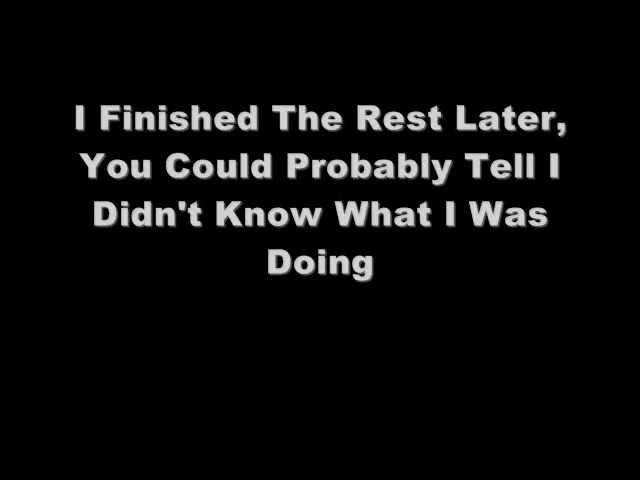 I Finished The Rest Later,
You Could Probably Tell I
Didn't Know What I Was
Doing